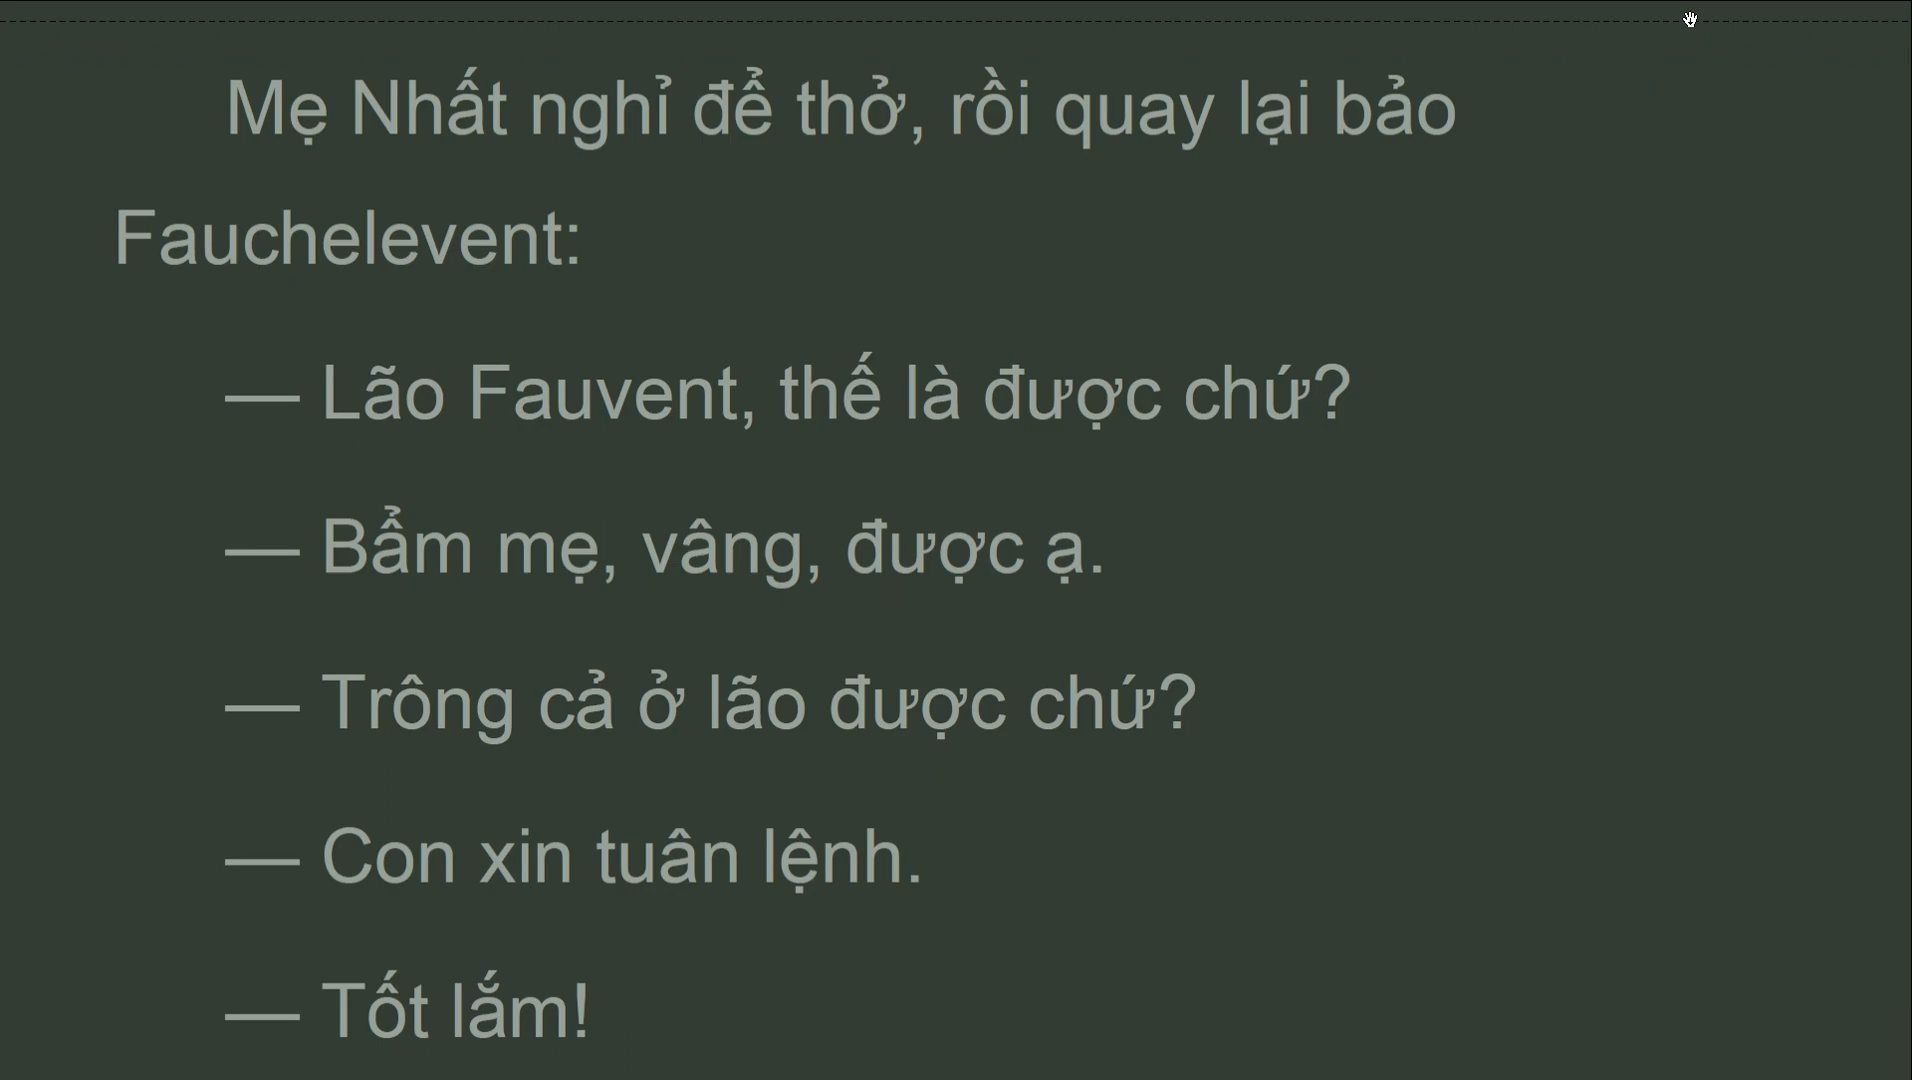 Mẹ Nhất nghỉ để thở, rồi quay lại bảo
Fauchelevent:
— Lão Fauvent, thế là được chứ?
— Bẩm mẹ, vâng, được ạ.
— Trông cả ở lão được chứ?
— Con xin tuân lệnh.
— Tốt lắm!